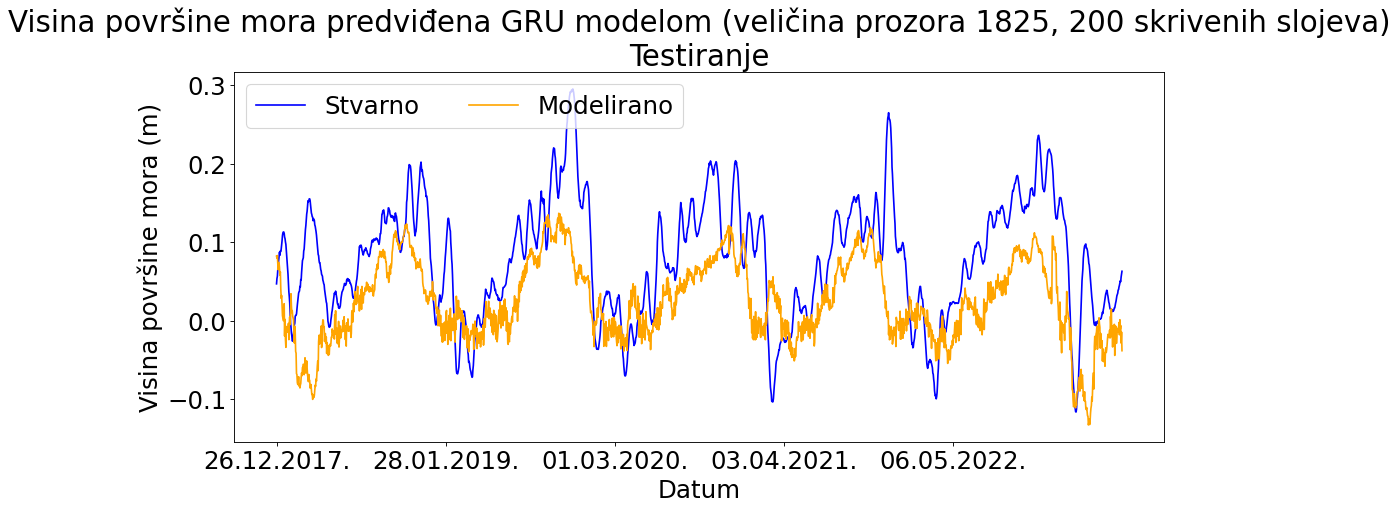 Visina površine mora predviđena GRU modelom (veličina prozora 1825, 200 skrivenih slojeva)
Testiranje
Stvarno
Modelirano
Visina površine mora (m)
0.3
0.2
0.1
0.0
−0.1
26.12.2017.
28.01.2019.
01.03.2020.
03.04.2021.
06.05.2022.
Datum